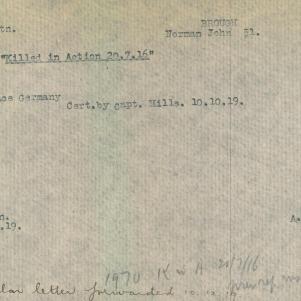 tn.
BROUGH
Norman John 51.
"Killed in Action 20.7.16"
ce Germany
Cert.by capt. Mills. 10.10.19.
n.
.19.
A.
1970 K in A 20/7/16
lar letter forwarded